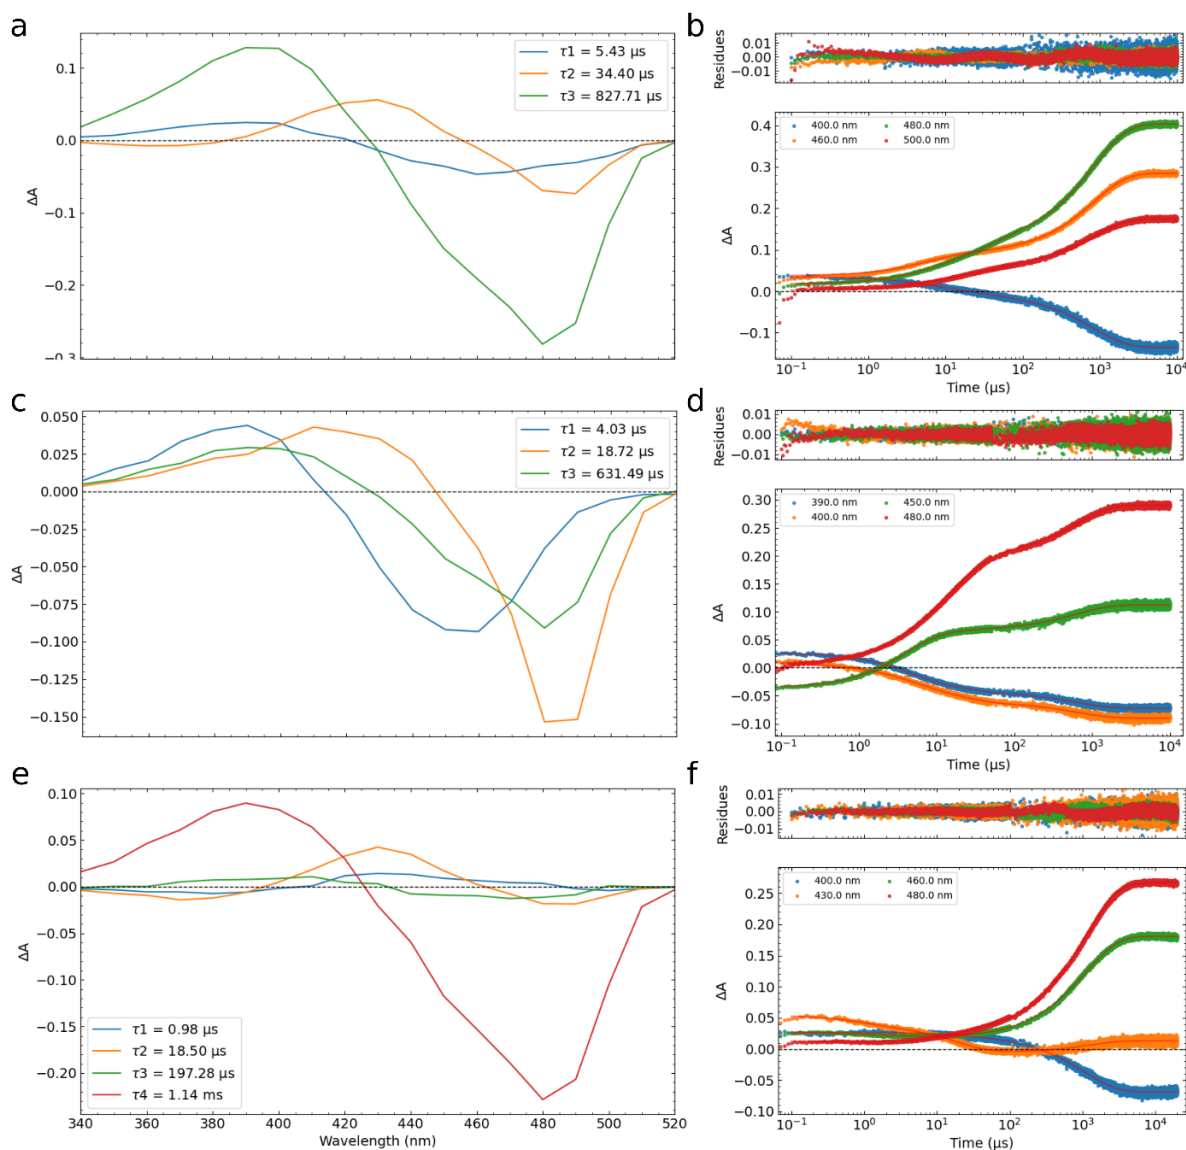 a
0.1
0.0
−0.1
−0.2
−0.3
ΔA
τ1 = 5.43 μs
τ2 = 34.40 μs
τ3 = 827.71 μs
b
0.01
0.00
−0.01
Residues
400.0 nm 480.0 nm
460.0 nm 500.0 nm
0.4
0.3
0.2
0.1
0.0
−0.1
ΔA
10⁻¹ 10⁰ 10¹ 10² 10³ 10⁴
Time (μs)
c
0.050
0.025
0.000
−0.025
−0.050
−0.075
−0.100
−0.125
−0.150
ΔA
τ1 = 4.03 μs
τ2 = 18.72 μs
τ3 = 631.49 μs
d
0.01
0.00
−0.01
Residues
390.0 nm 450.0 nm
400.0 nm 480.0 nm
0.30
0.25
0.20
0.15
0.10
0.05
0.00
−0.05
−0.10
ΔA
10⁻¹ 10⁰ 10¹ 10² 10³ 10⁴
Time (μs)
e
0.10
0.05
0.00
−0.05
−0.10
−0.15
−0.20
ΔA
τ1 = 0.98 μs
τ2 = 18.50 μs
τ3 = 197.28 μs
τ4 = 1.14 ms
340 360 380 400 420 440 460 480 500 520
Wavelength (nm)
f
0.01
0.00
−0.01
Residues
400.0 nm 460.0 nm
430.0 nm 480.0 nm
0.25
0.20
0.15
0.10
0.05
0.00
−0.05
−0.10
ΔA
10⁻¹ 10⁰ 10¹ 10² 10³ 10⁴
Time (μs)